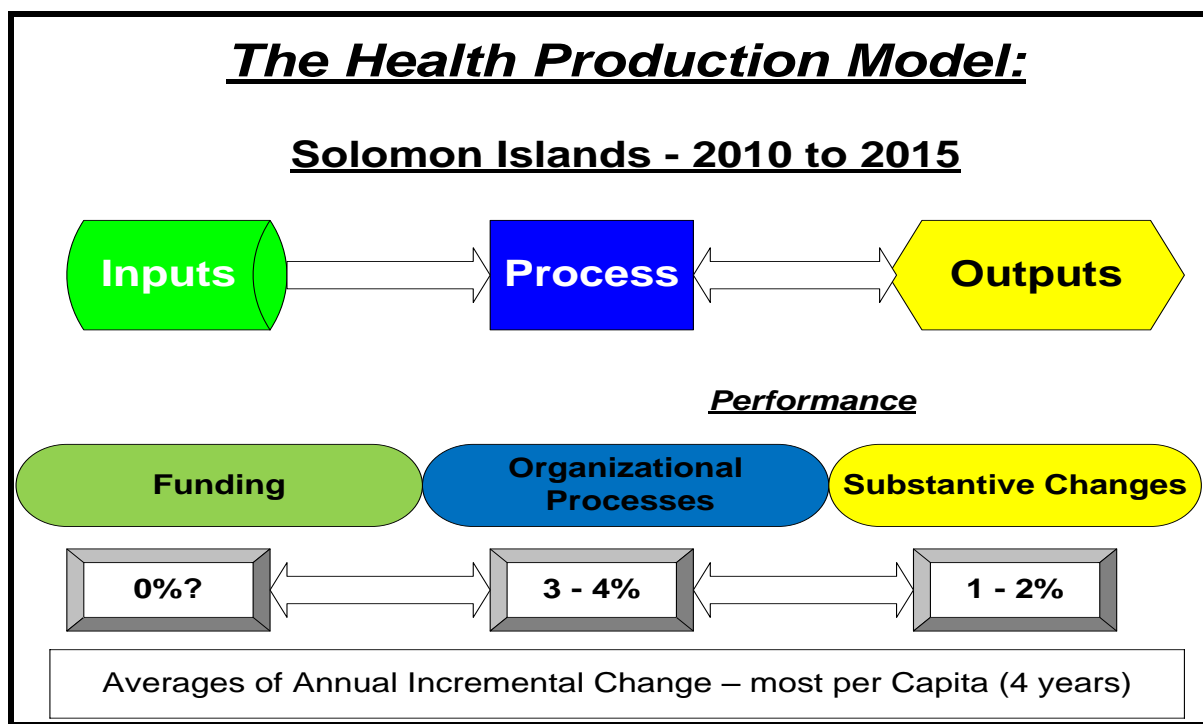 The Health Production Model:
Solomon Islands - 2010 to 2015
Inputs
Process
Outputs
Performance
Funding
Organizational
Processes
Substantive Changes
0%?
3 - 4%
1 - 2%
Averages of Annual Incremental Change – most per Capita (4 years)